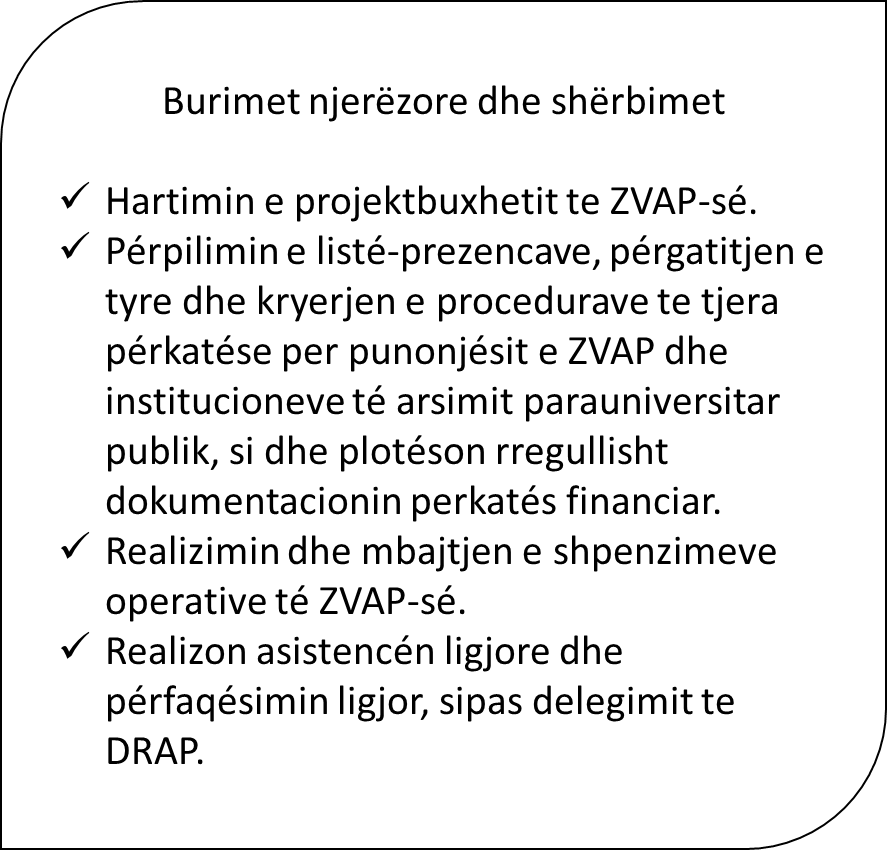 Burimet njerëzore dhe shërbimet
✓ Hartimin e projektbuxhetit te ZVAP-sé.
✓ Pérpilimin e listé-prezencave, pérgatitjen e
tyre dhe kryerjen e procedurave te tjera
pérkatése per punonjésit e ZVAP dhe
institucioneve té arsimit parauniversitar
publik, si dhe plotéson rregullisht
dokumentacionin perkatés financiar.
✓ Realizimin dhe mbajtjen e shpenzimeve
operative té ZVAP-sé.
✓ Realizon asistencén ligjore dhe
pérfaqésimin ligjor, sipas delegimit te
DRAP.